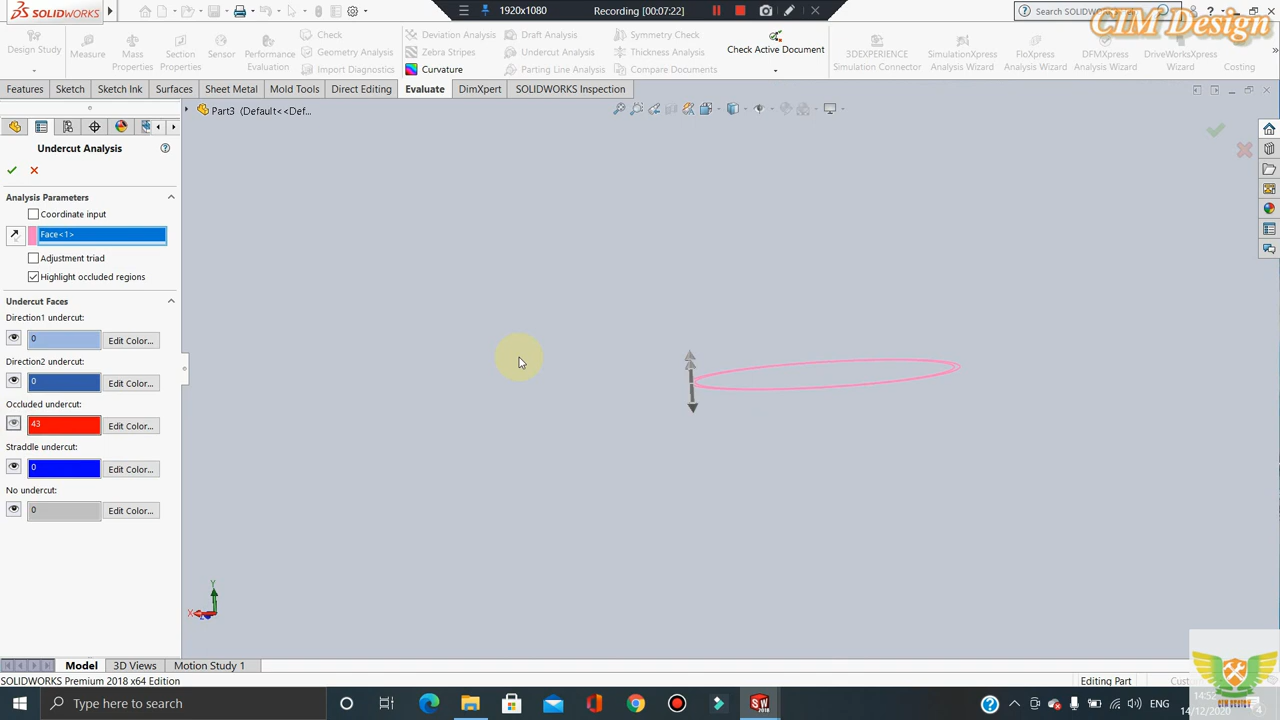 SOLIDWORKS
1920x1080
Recording [00:07:22]
Search SOLIDWORKS
CIM Design
Design Study
Measure
Mass Properties
Section Properties
Sensor
Performance Evaluation
Check
Geometry Analysis
Import Diagnostics
Deviation Analysis
Zebra Stripes
Curvature
Draft Analysis
Undercut Analysis
Parting Line Analysis
Symmetry Check
Thickness Analysis
Compare Documents
Check Active Document
3DEXPERIENCE Simulation Connector
SimulationXpress Analysis Wizard
FloXpress Analysis Wizard
DFMXpress Analysis Wizard
DriveWorksXpress Wizard
Costing
Features
Sketch
Sketch Ink
Surfaces
Sheet Metal
Mold Tools
Direct Editing
Evaluate
DimXpert
SOLIDWORKS Inspection
Part3 (Default<<Def...
Undercut Analysis
Analysis Parameters
Coordinate input
Face<1>
Adjustment triad
Highlight occluded regions
Undercut Faces
Direction1 undercut:
0
Edit Color...
Direction2 undercut:
0
Edit Color...
Occluded undercut:
43
Edit Color...
Straddle undercut:
0
Edit Color...
No undercut:
0
Edit Color...
Y
X
Model
3D Views
Motion Study 1
SOLIDWORKS Premium 2018 x64 Edition
Editing Part
Type here to search
14/12/2020
CIM DESIGN